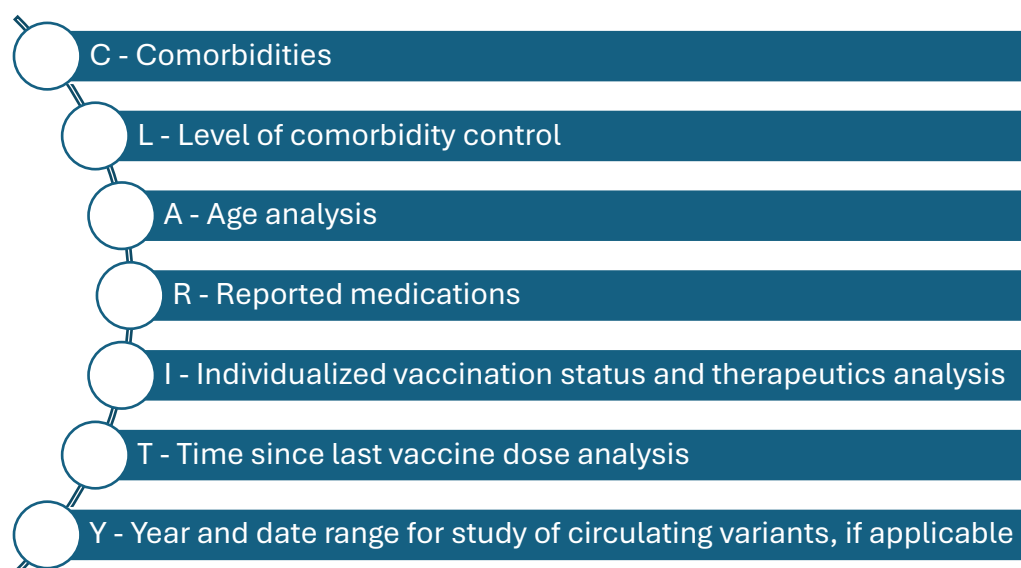 C - Comorbidities
L - Level of comorbidity control
A - Age analysis
R - Reported medications
I - Individualized vaccination status and therapeutics analysis
T - Time since last vaccine dose analysis
Y - Year and date range for study of circulating variants, if applicable